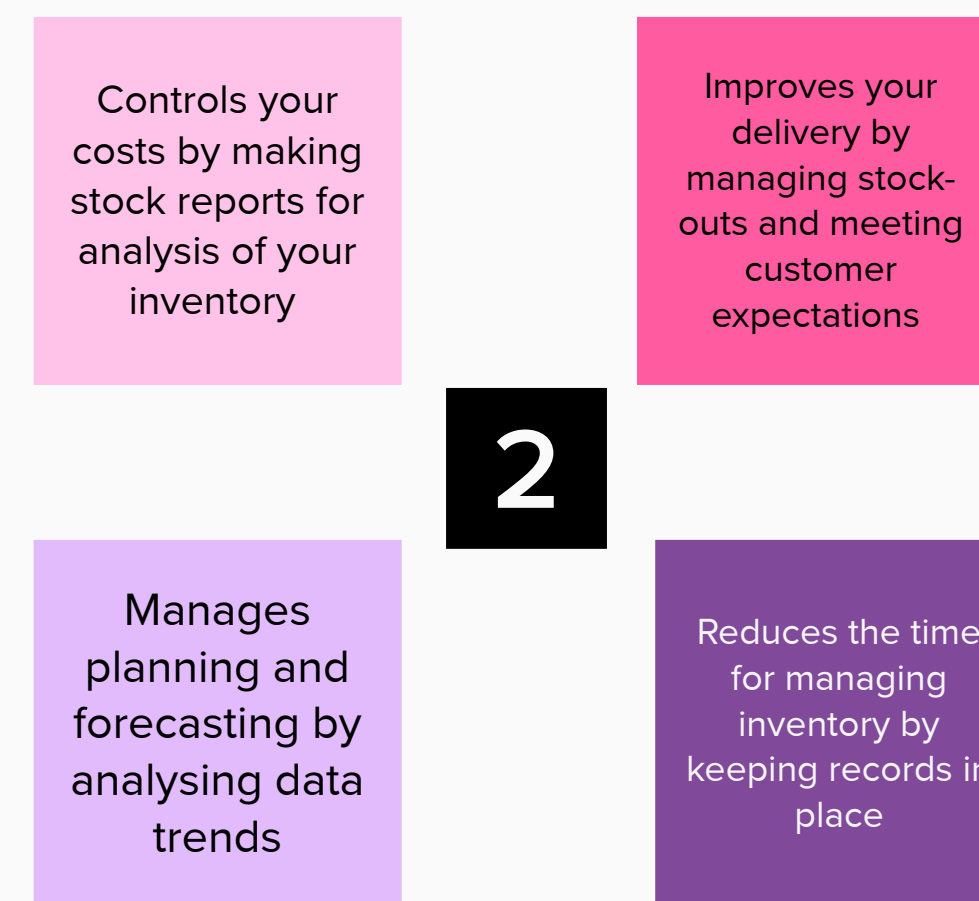 Controls your
costs by making
stock reports for
analysis of your
inventory
Improves your
delivery by
managing stock-
outs and meeting
customer
expectations
2
Manages
planning and
forecasting by
analysing data
trends
Reduces the time
for managing
inventory by
keeping records in
place